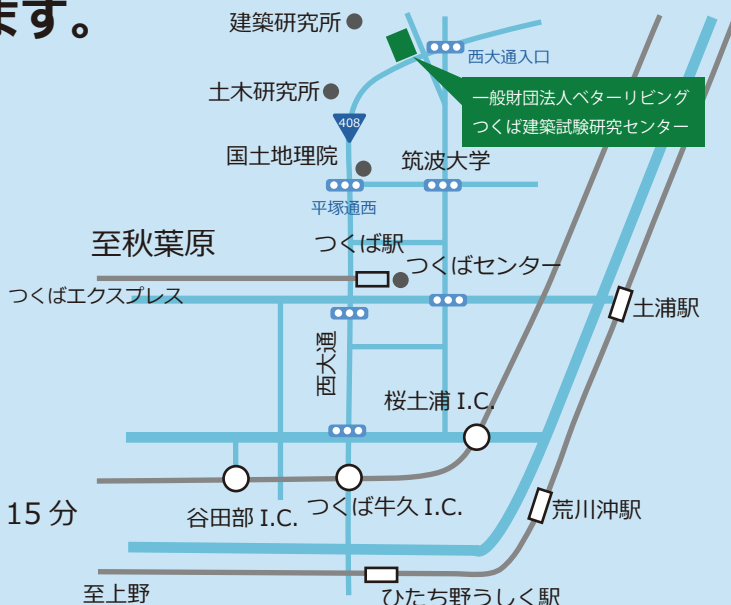 ます。
建築研究所
西大通入口
土木研究所
一般財団法人ベターリビング
つくば建築試験研究センター
408
国土地理院
筑波大学
平塚通西
至秋葉原
つくば駅
つくばセンター
つくばエクスプレス
土浦駅
西大通
桜土浦 I.C.
15 分
谷田部 I.C.
つくば牛久 I.C.
荒川沖駅
至上野
ひたち野うしく駅